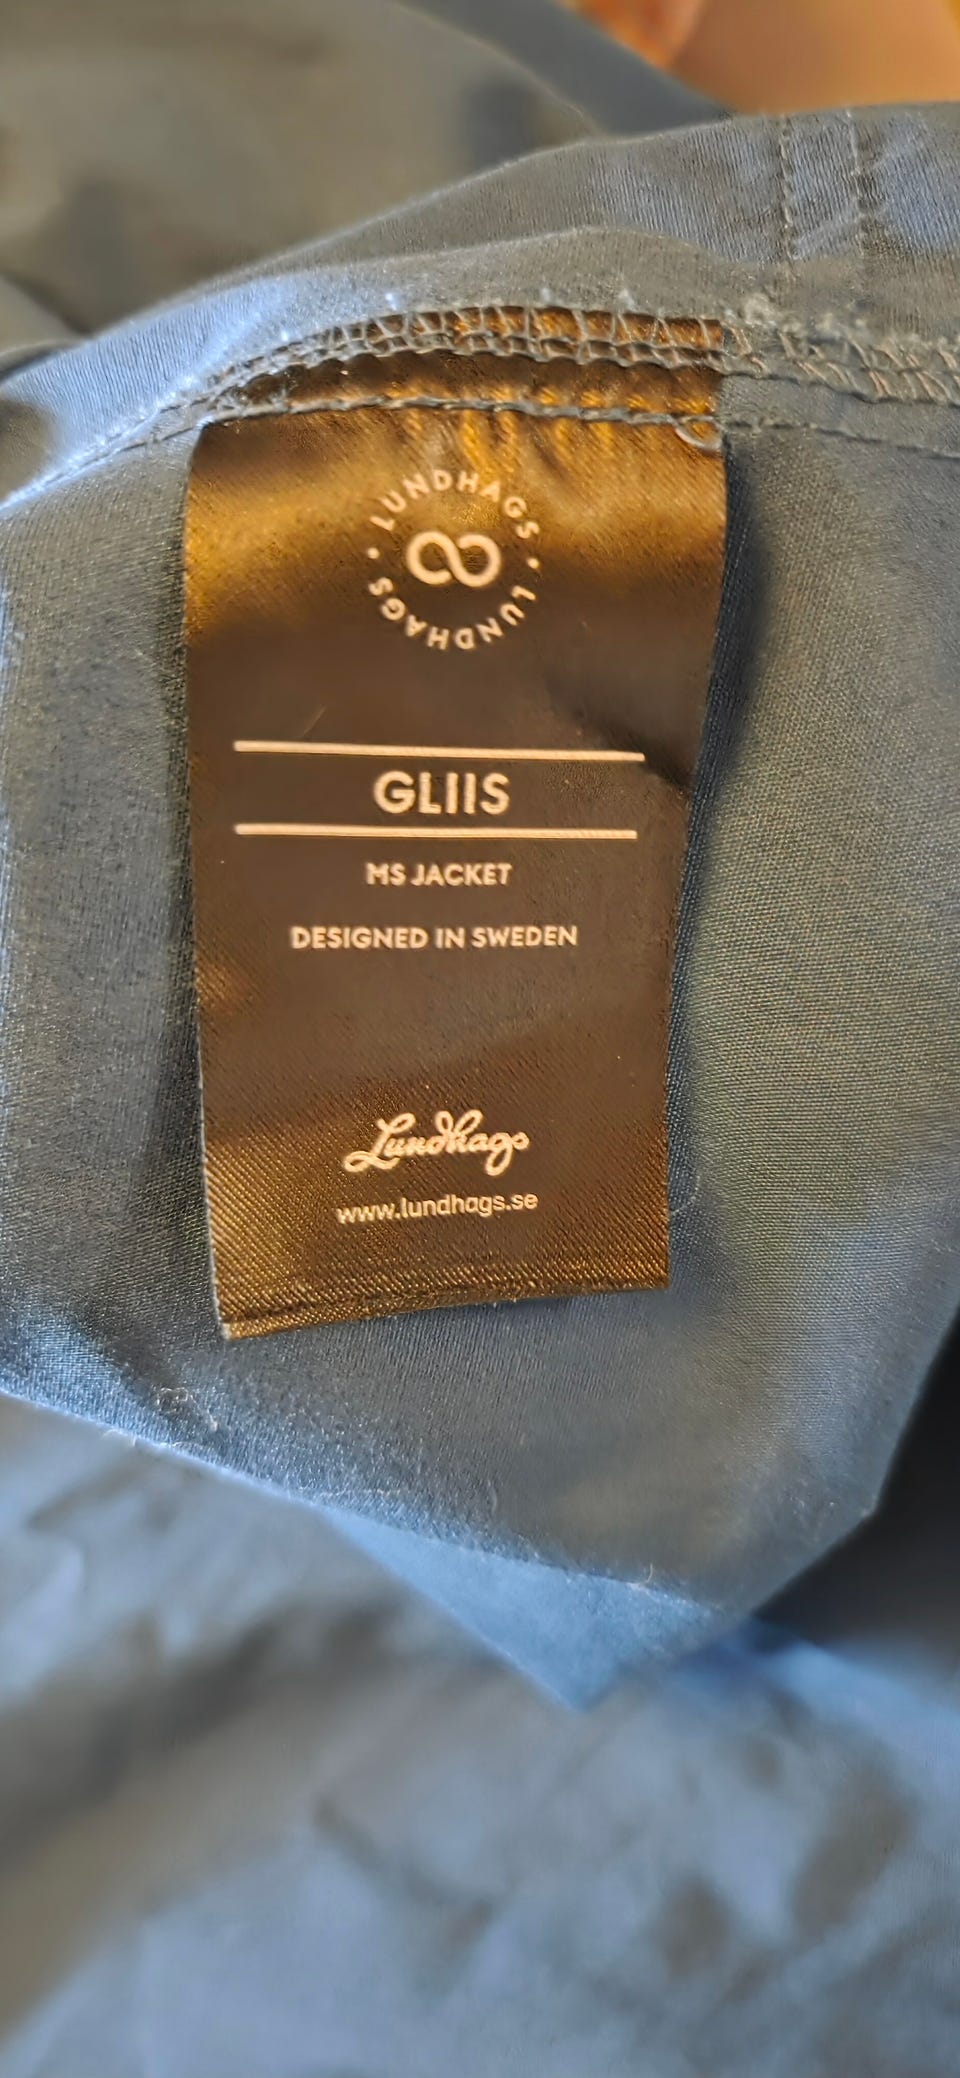 LUNDHAGS · LUNDHAGS ·
GLIIS
MS JACKET
DESIGNED IN SWEDEN
Lundhags
www.lundhags.se